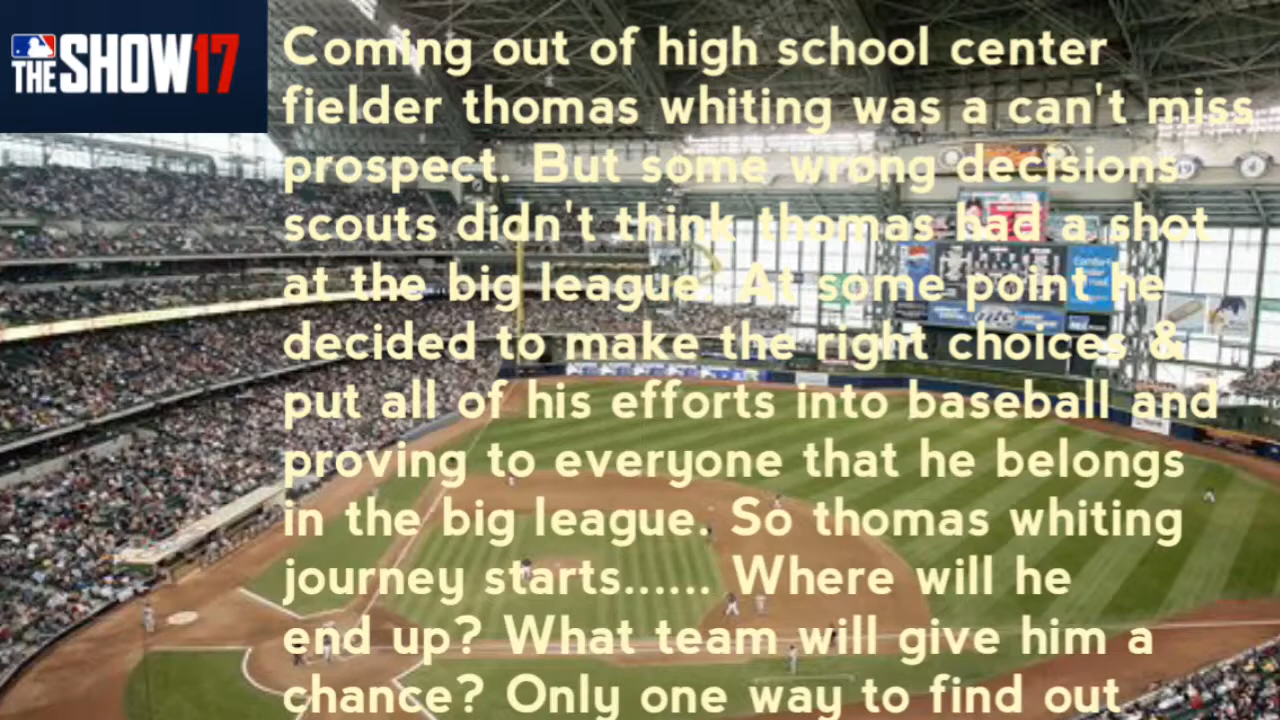 THE SHOW 17
Coming out of high school center
fielder thomas whiting was a can't miss
prospect. But some wrong decisions
scouts didn't think thomas had a shot
at the big league. At some point he
decided to make the right choices &
put all of his efforts into baseball and
proving to everyone that he belongs
in the big league. So thomas whiting
journey starts...... Where will he
end up? What team will give him a
chance? Only one way to find out